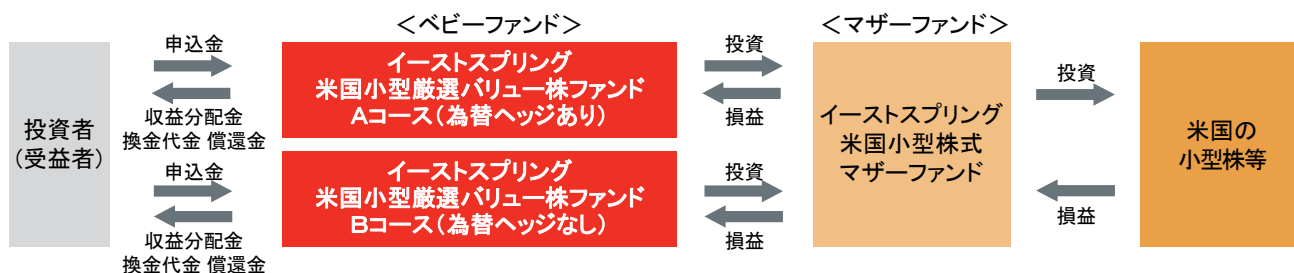 ＜ベビーファンド＞
＜マザーファンド＞
投資者
（受益者）
申込金
収益分配金
換金代金 償還金
イーストスプリング
米国小型厳選バリュー株ファンド
Aコース（為替ヘッジあり）
投資
損益
申込金
収益分配金
換金代金 償還金
イーストスプリング
米国小型厳選バリュー株ファンド
Bコース（為替ヘッジなし）
投資
損益
イーストスプリング
米国小型株式
マザーファンド
投資
損益
米国の
小型株等